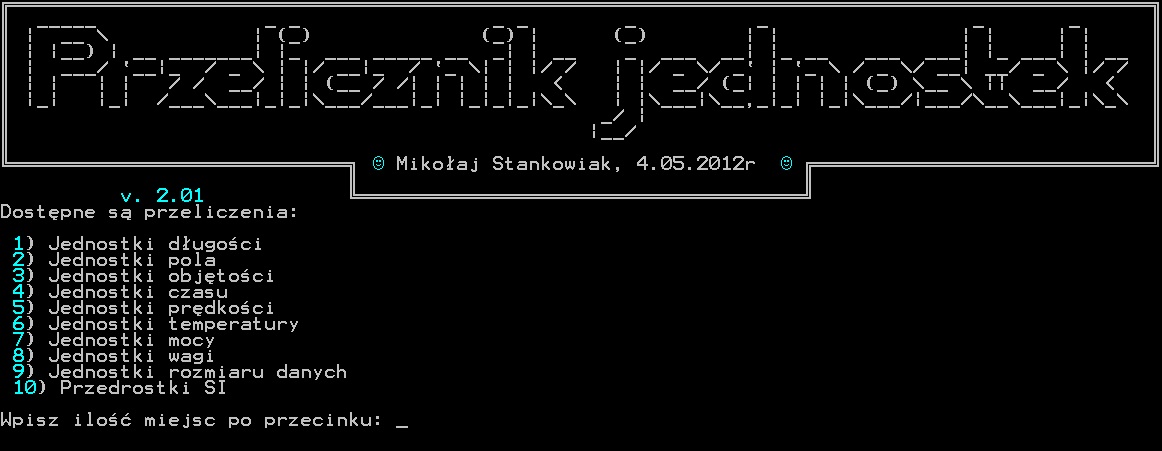 Przelicznik jednostek
☺ Mikołaj Stankowiak, 4.05.2012r ☺
v. 2.01
Dostępne są przeliczenia:
1) Jednostki długości
2) Jednostki pola
3) Jednostki objętości
4) Jednostki czasu
5) Jednostki prędkości
6) Jednostki temperatury
7) Jednostki mocy
8) Jednostki wagi
9) Jednostki rozmiaru danych
10) Przedrostki SI
Wpisz ilość miejsc po przecinku: _